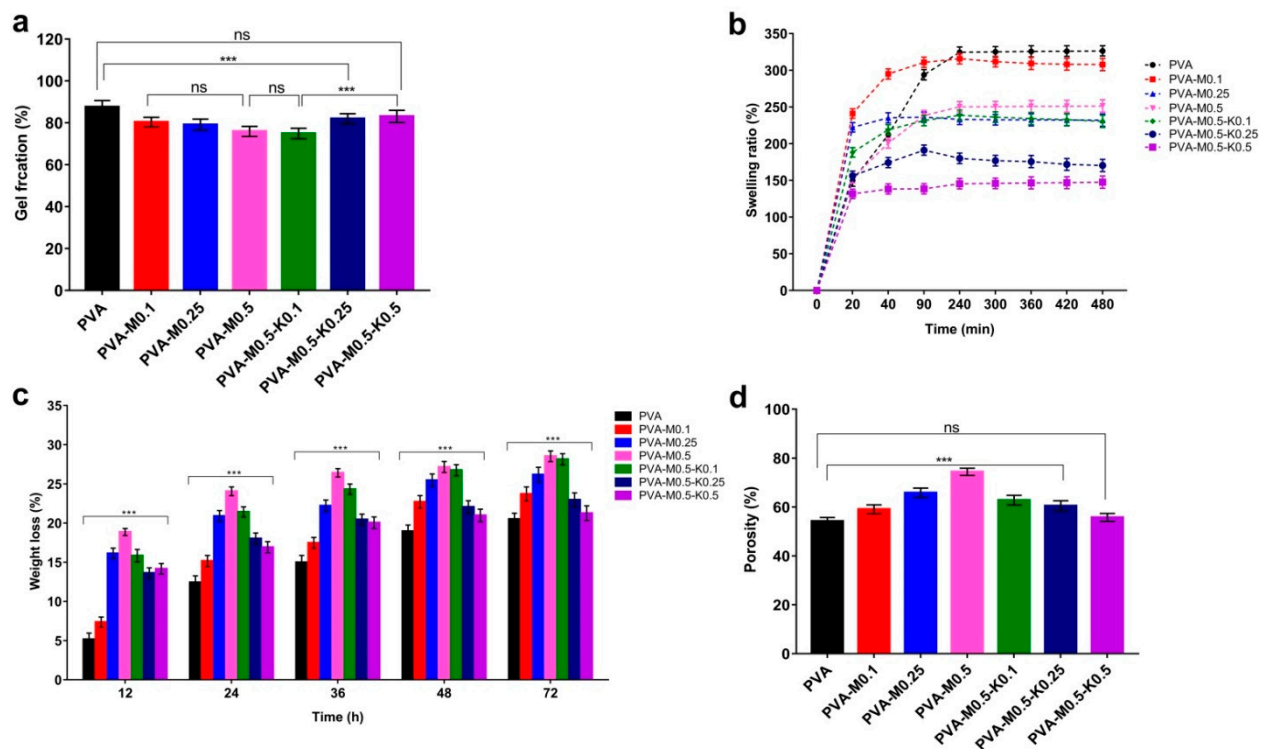 a
ns
***
ns
ns
***
Gel frcation (%)
120
100
80
60
40
20
0
PVA
PVA-M0.1
PVA-M0.25
PVA-M0.5
PVA-M0.5-K0.1
PVA-M0.5-K0.25
PVA-M0.5-K0.5
b
Swelling ratio (%)
350
300
250
200
150
100
50
0
0 20 40 90 240 300 360 420 480
Time (min)
PVA
PVA-M0.1
PVA-M0.25
PVA-M0.5
PVA-M0.5-K0.1
PVA-M0.5-K0.25
PVA-M0.5-K0.5
c
Weight loss (%)
35
30
25
20
15
10
5
0
***
***
***
***
***
12 24 36 48 72
Time (h)
PVA
PVA-M0.1
PVA-M0.25
PVA-M0.5
PVA-M0.5-K0.1
PVA-M0.5-K0.25
PVA-M0.5-K0.5
d
ns
***
Porosity (%)
100
80
60
40
20
0
PVA
PVA-M0.1
PVA-M0.25
PVA-M0.5
PVA-M0.5-K0.1
PVA-M0.5-K0.25
PVA-M0.5-K0.5